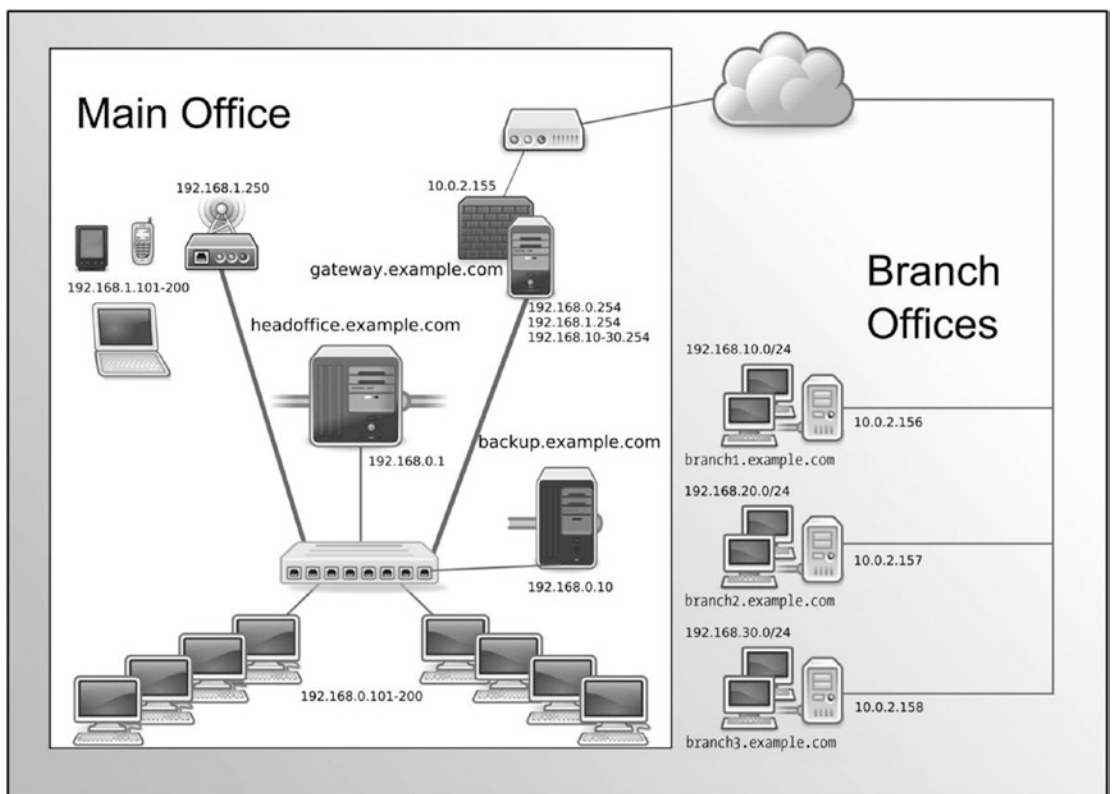 Main Office
192.168.1.250
10.0.2.155
gateway.example.com
192.168.1.101-200
192.168.0.254
192.168.1.254
192.168.10-30.254
headoffice.example.com
192.168.0.1
backup.example.com
192.168.0.10
192.168.0.101-200
Branch
Offices
192.168.10.0/24
10.0.2.156
branch1.example.com
192.168.20.0/24
10.0.2.157
branch2.example.com
192.168.30.0/24
10.0.2.158
branch3.example.com